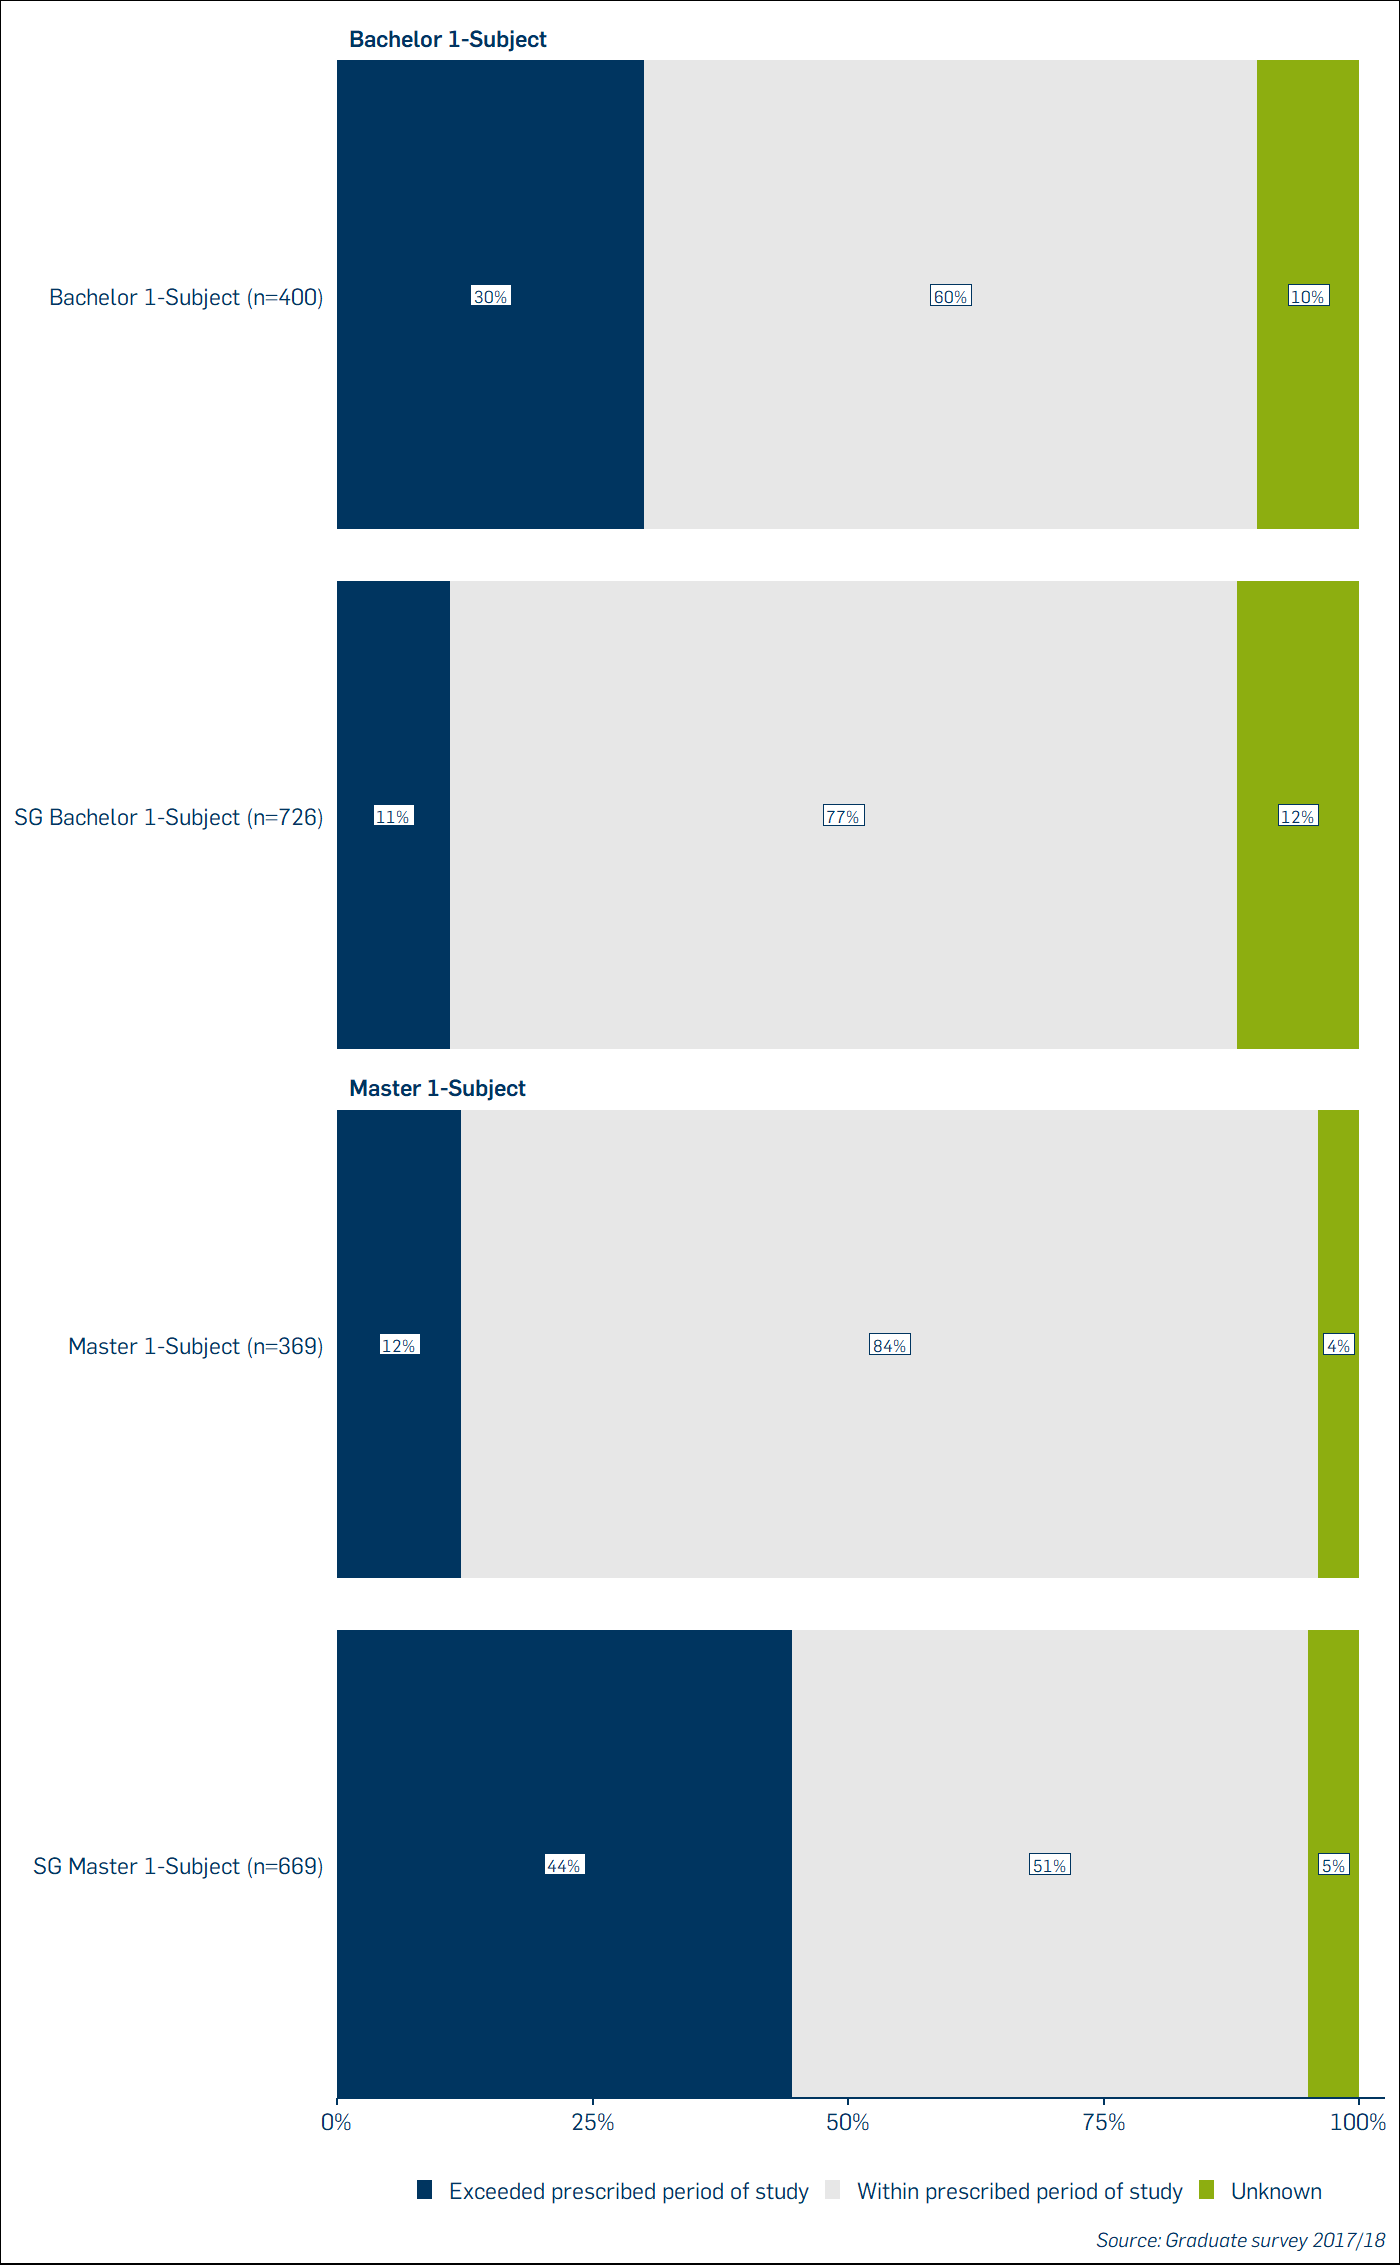 Bachelor 1-Subject
Bachelor 1-Subject (n=400)
30%
60%
10%
SG Bachelor 1-Subject (n=726)
11%
77%
12%
Master 1-Subject
Master 1-Subject (n=369)
12%
84%
4%
SG Master 1-Subject (n=669)
44%
51%
5%
0% 25% 50% 75% 100%
Exceeded prescribed period of study Within prescribed period of study Unknown
Source: Graduate survey 2017/18